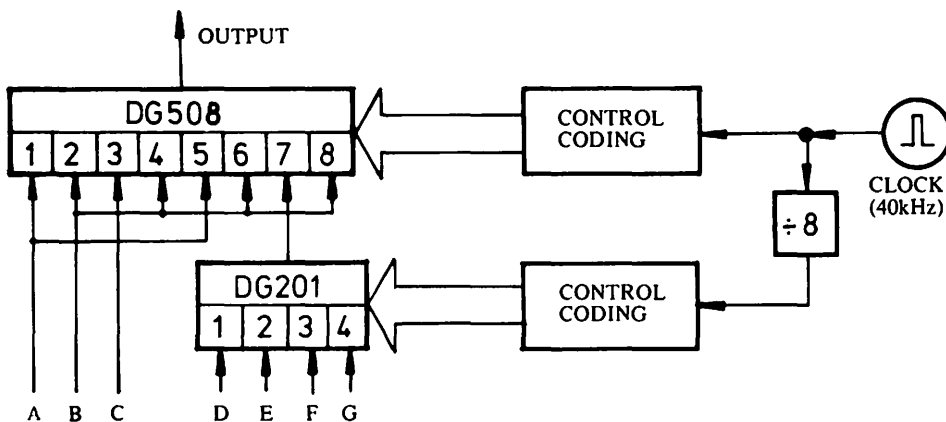 OUTPUT
DG508
1 2 3 4 5 6 7 8
CONTROL
CODING
CLOCK
(40kHz)
÷8
DG201
1 2 3 4
CONTROL
CODING
A B C D E F G